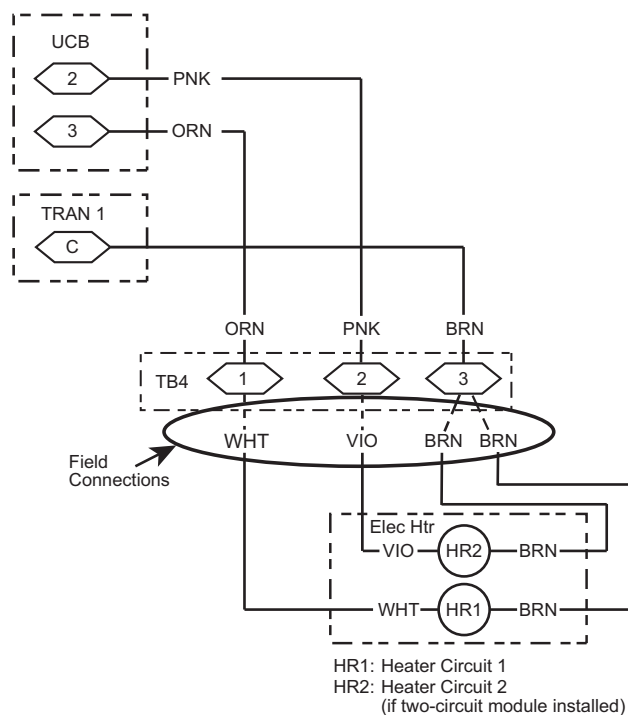 UCB
2 PNK
3 ORN
TRAN 1
C
ORN PNK BRN
TB4 1 2 3
WHT VIO BRN BRN
Field
Connections
Elec Htr
VIO HR2 BRN
WHT HR1 BRN
HR1: Heater Circuit 1
HR2: Heater Circuit 2
(if two-circuit module installed)